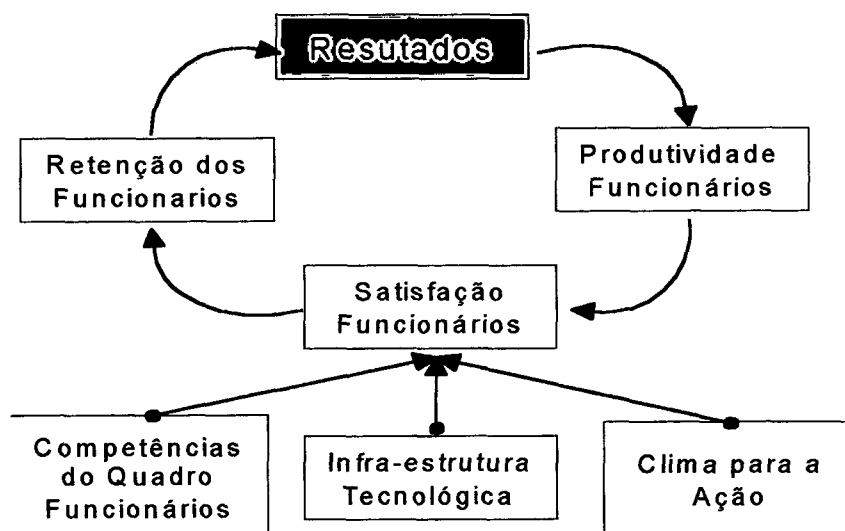 Resutados
Retenção dos
Funcionarios
Produtividade
Funcionários
Satisfação
Funcionários
Competências
do Quadro
Funcionários
Infra-estrutura
Tecnológica
Clima para a
Ação